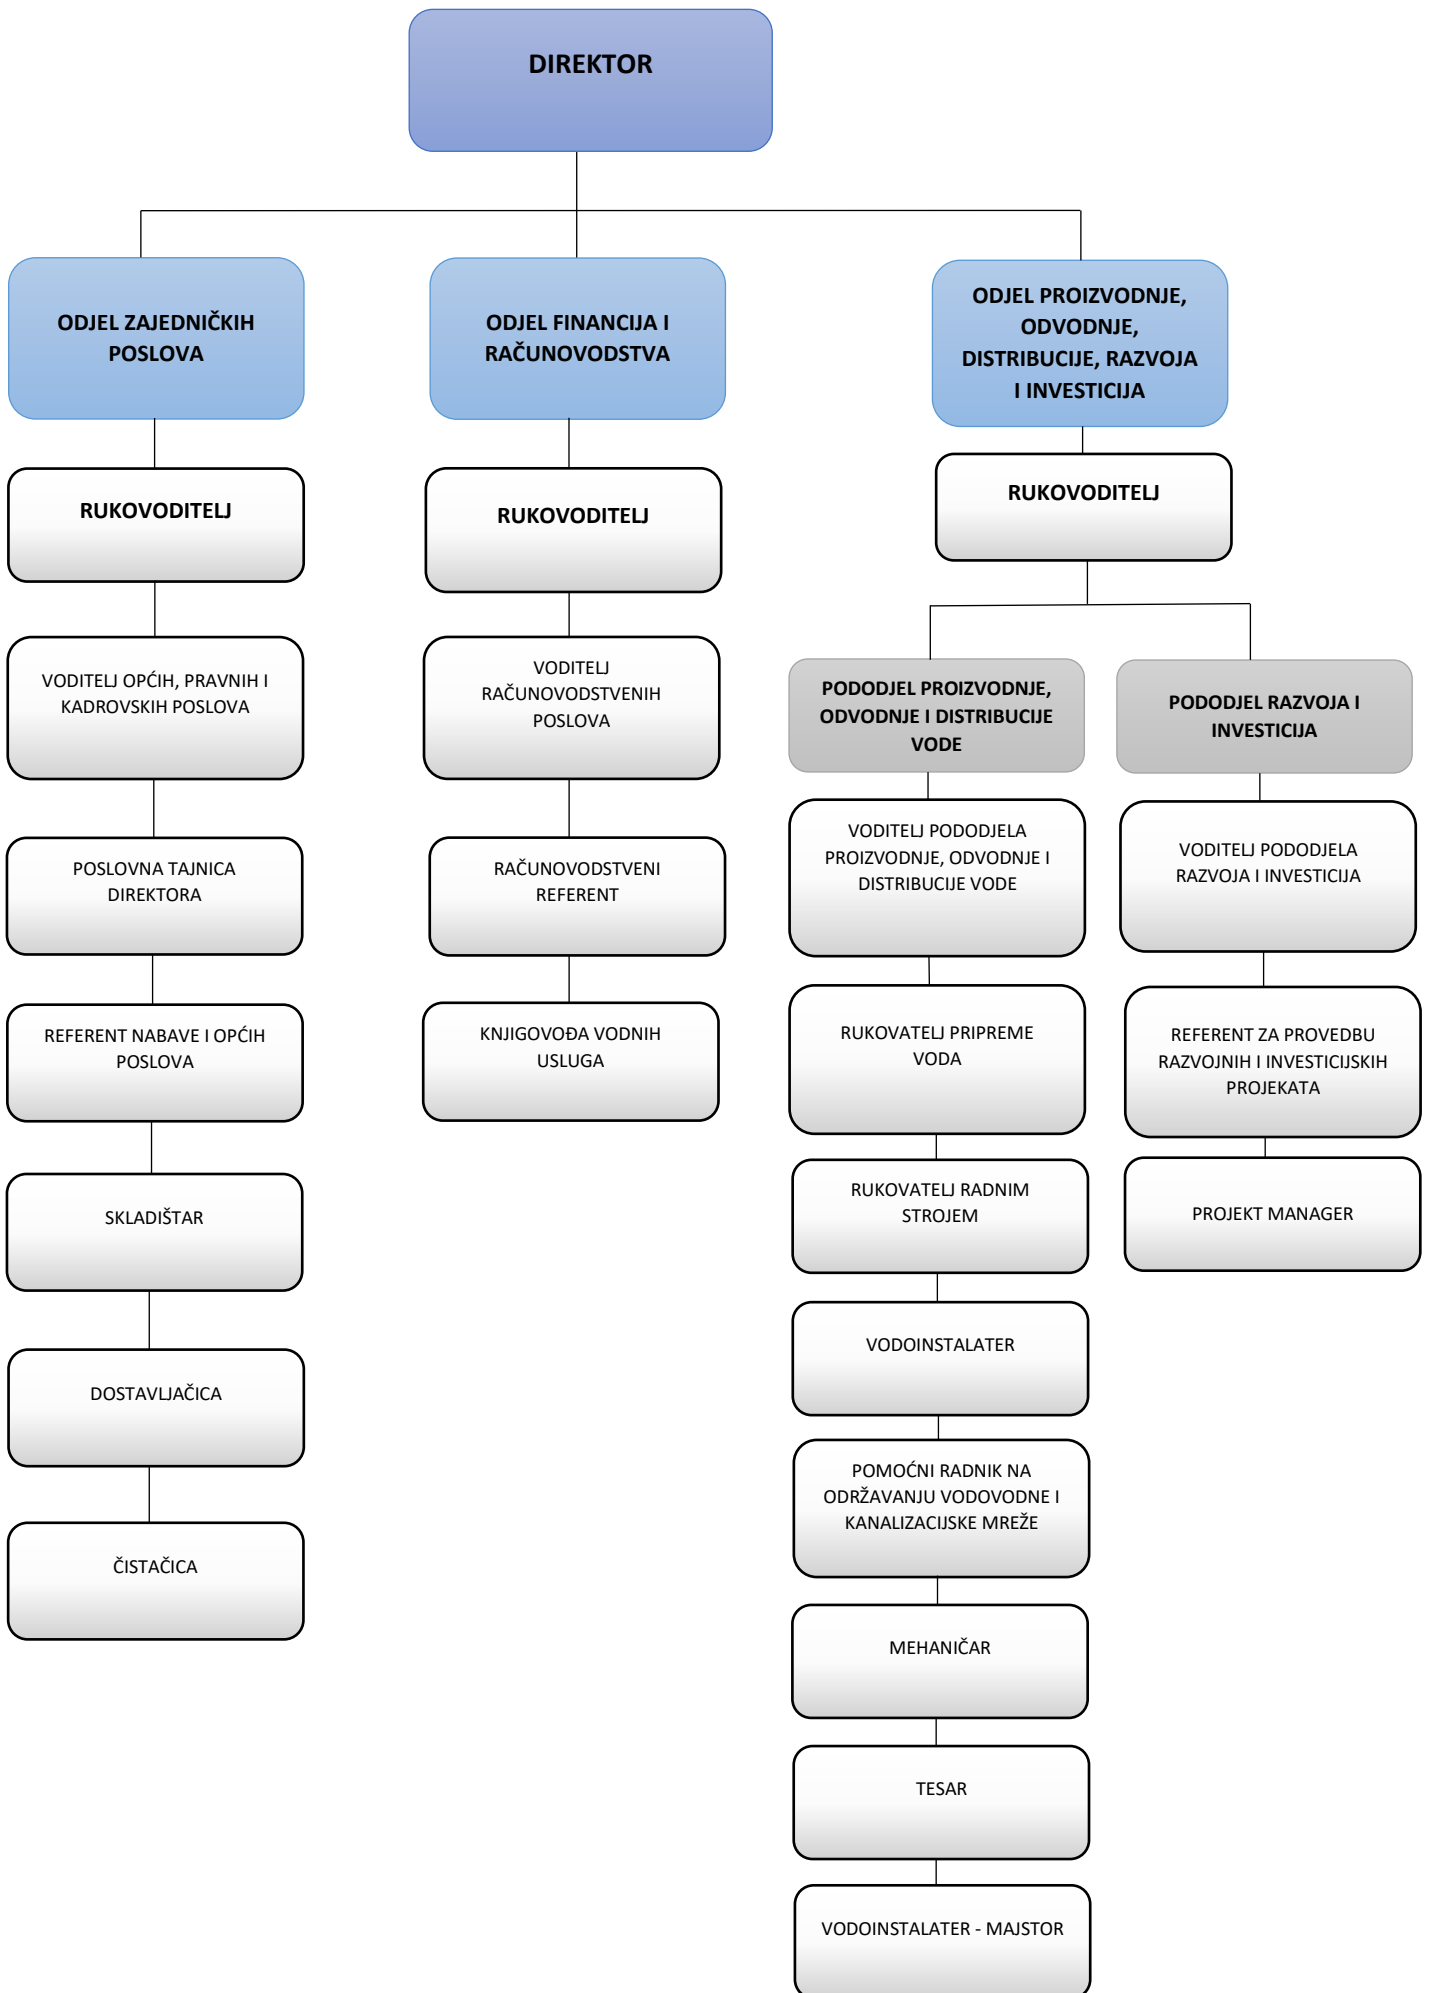 DIREKTOR
ODJEL ZAJEDNIČKIH
POSLOVA
RUKOVODITELJ
VODITELJ OPĆIH, PRAVNIH I
KADROVSKIH POSLOVA
POSLOVNA TAJNICA
DIREKTORA
REFERENT NABAVE I OPĆIH
POSLOVA
SKLADIŠTAR
DOSTAVLJAČICA
ČISTAČICA
ODJEL FINANCIJA I
RAČUNOVODSTVA
RUKOVODITELJ
VODITELJ
RAČUNOVODSTVENIH
POSLOVA
RAČUNOVODSTVENI
REFERENT
KNJIGOVOĐA VODNIH
USLUGA
ODJEL PROIZVODNJE,
ODVODNJE,
DISTRIBUCIJE, RAZVOJA
I INVESTICIJA
RUKOVODITELJ
PODODJEL PROIZVODNJE,
ODVODNJE I DISTRIBUCIJE
VODE
VODITELJ PODODJELA
PROIZVODNJE, ODVODNJE I
DISTRIBUCIJE VODE
RUKOVATELJ PRIPREME
VODA
RUKOVATELJ RADNIM
STROJEM
VODOINSTALATER
POMOĆNI RADNIK NA
ODRŽAVANJU VODOVODNE I
KANALIZACIJSKE MREŽE
MEHANIČAR
TESAR
VODOINSTALATER - MAJSTOR
PODODJEL RAZVOJA I
INVESTICIJA
VODITELJ PODODJELA
RAZVOJA I INVESTICIJA
REFERENT ZA PROVEDBU
RAZVOJNIH I INVESTICIJSKIH
PROJEKATA
PROJEKT MANAGER